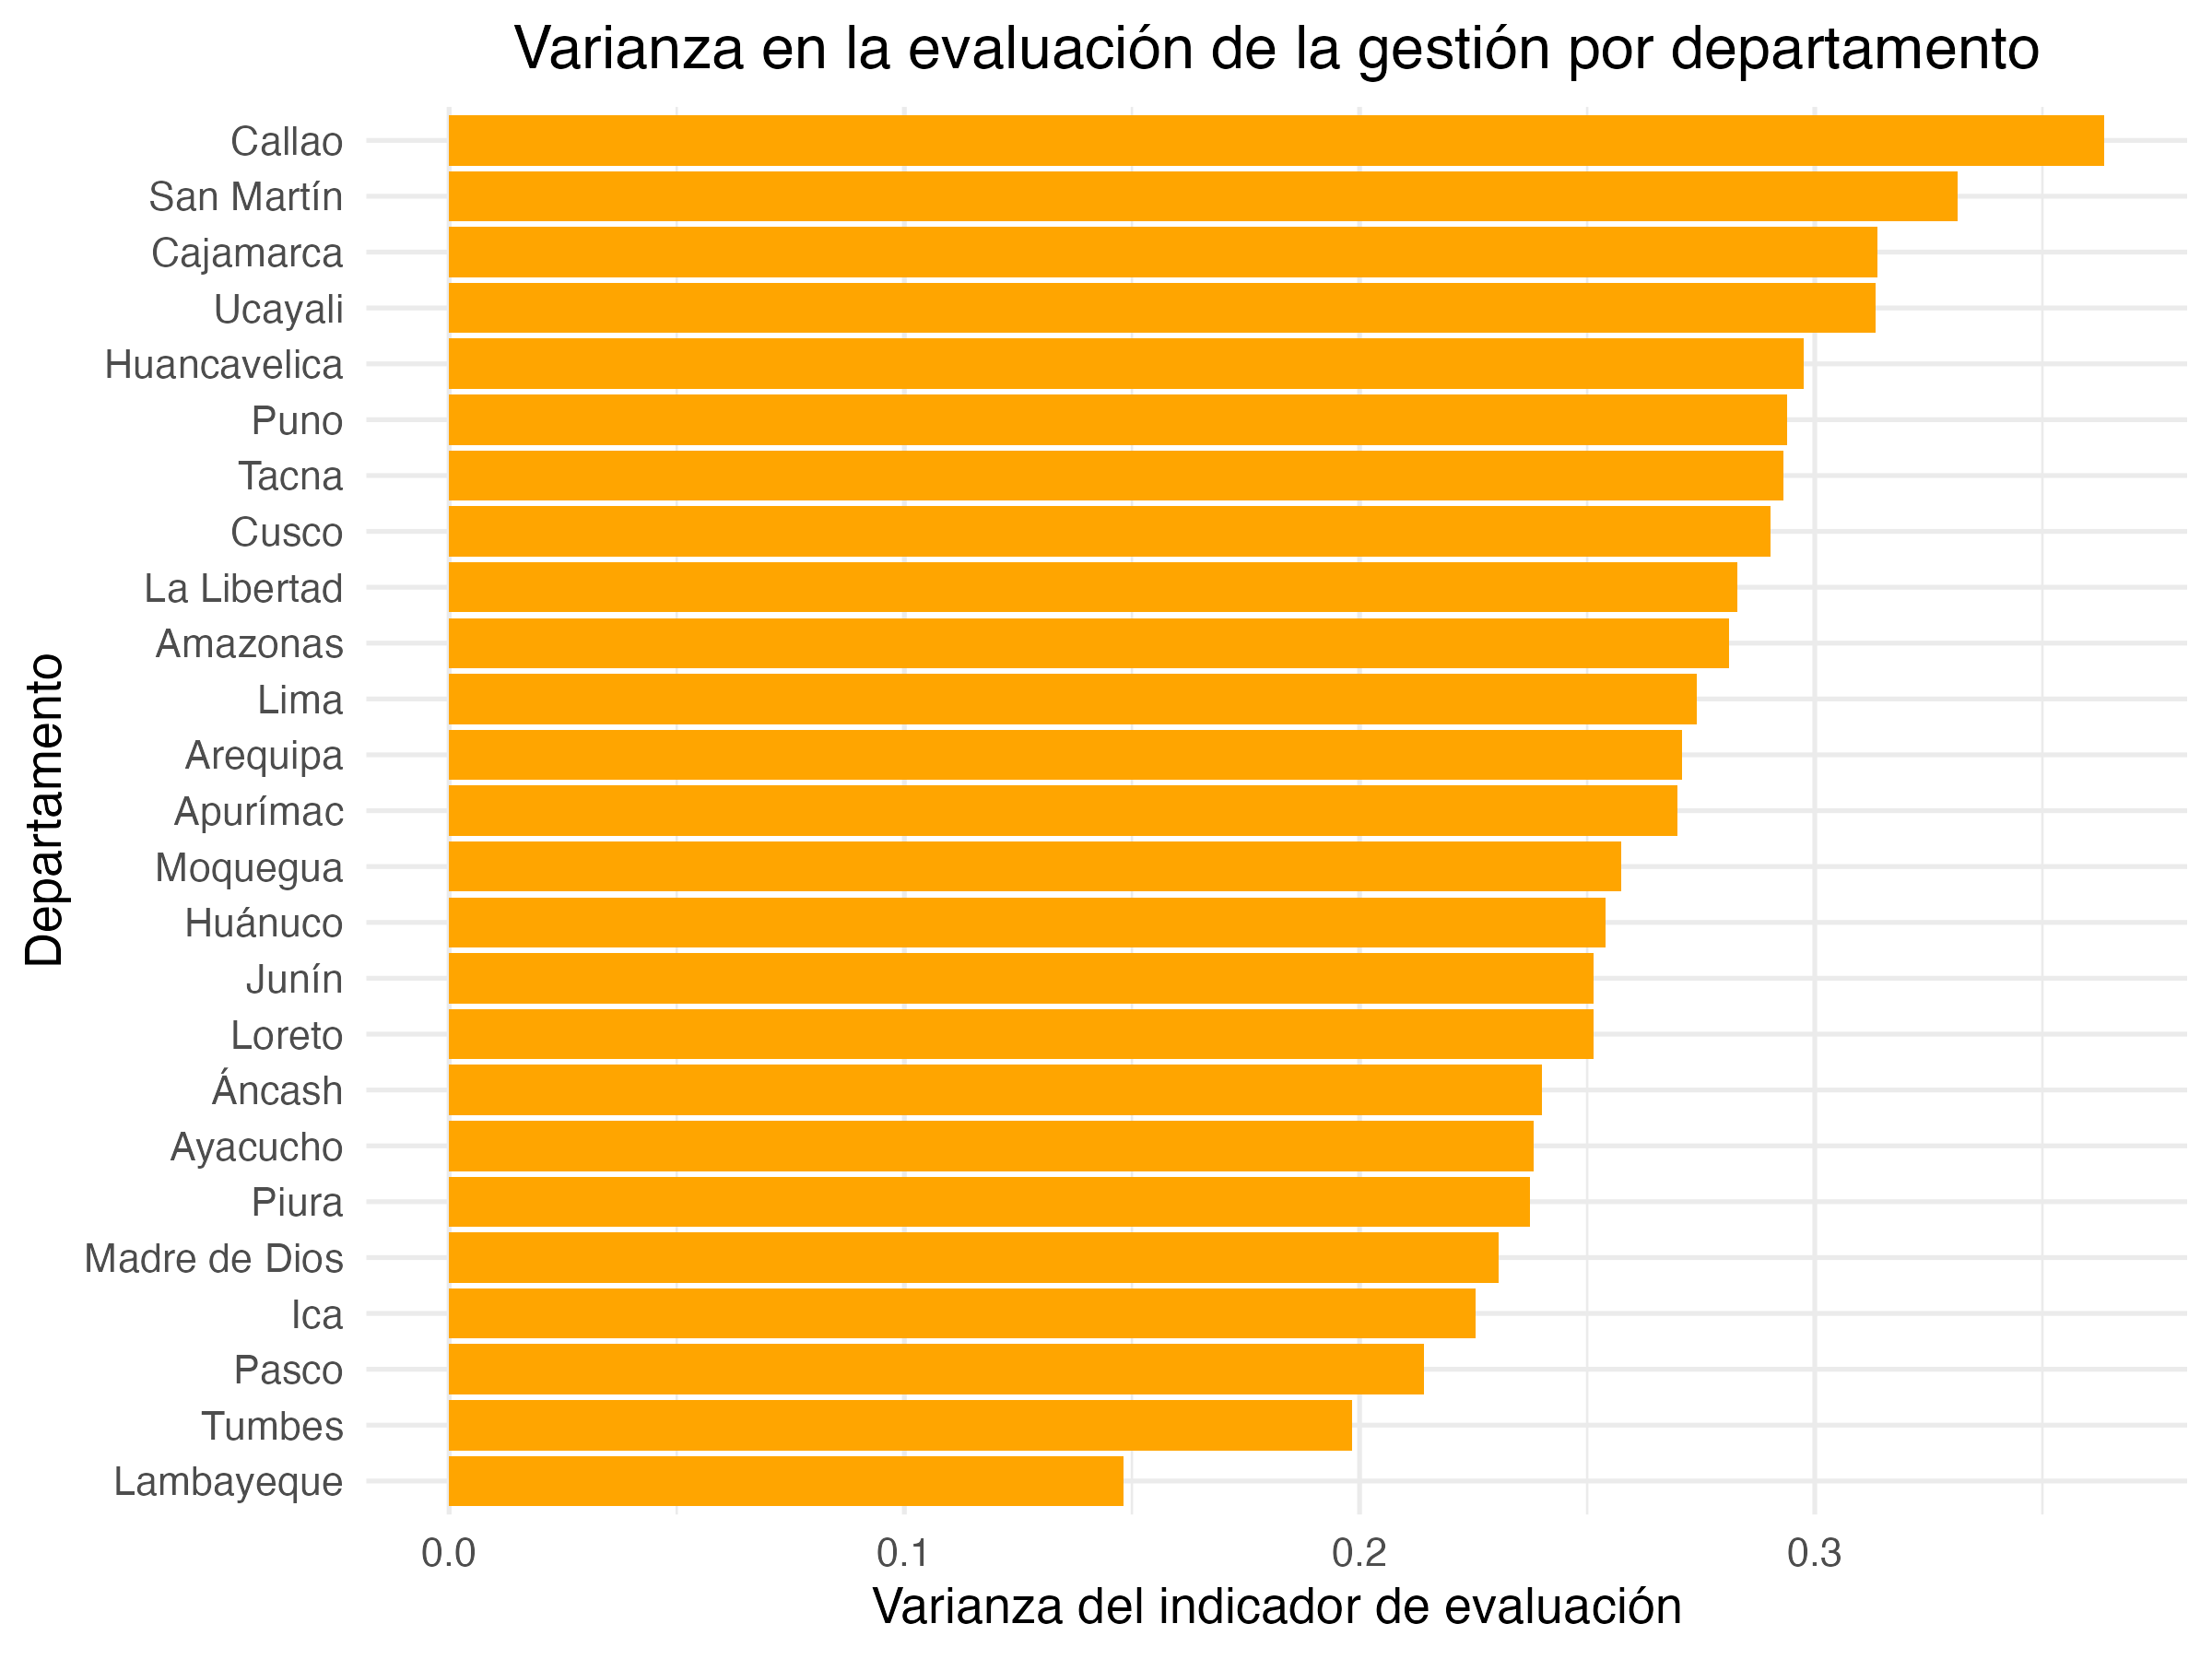 Varianza en la evaluación de la gestión por departamento
Departamento
Callao
San Martín
Cajamarca
Ucayali
Huancavelica
Puno
Tacna
Cusco
La Libertad
Amazonas
Lima
Arequipa
Apurímac
Moquegua
Huánuco
Junín
Loreto
Áncash
Ayacucho
Piura
Madre de Dios
Ica
Pasco
Tumbes
Lambayeque
0.0 0.1 0.2 0.3
Varianza del indicador de evaluación